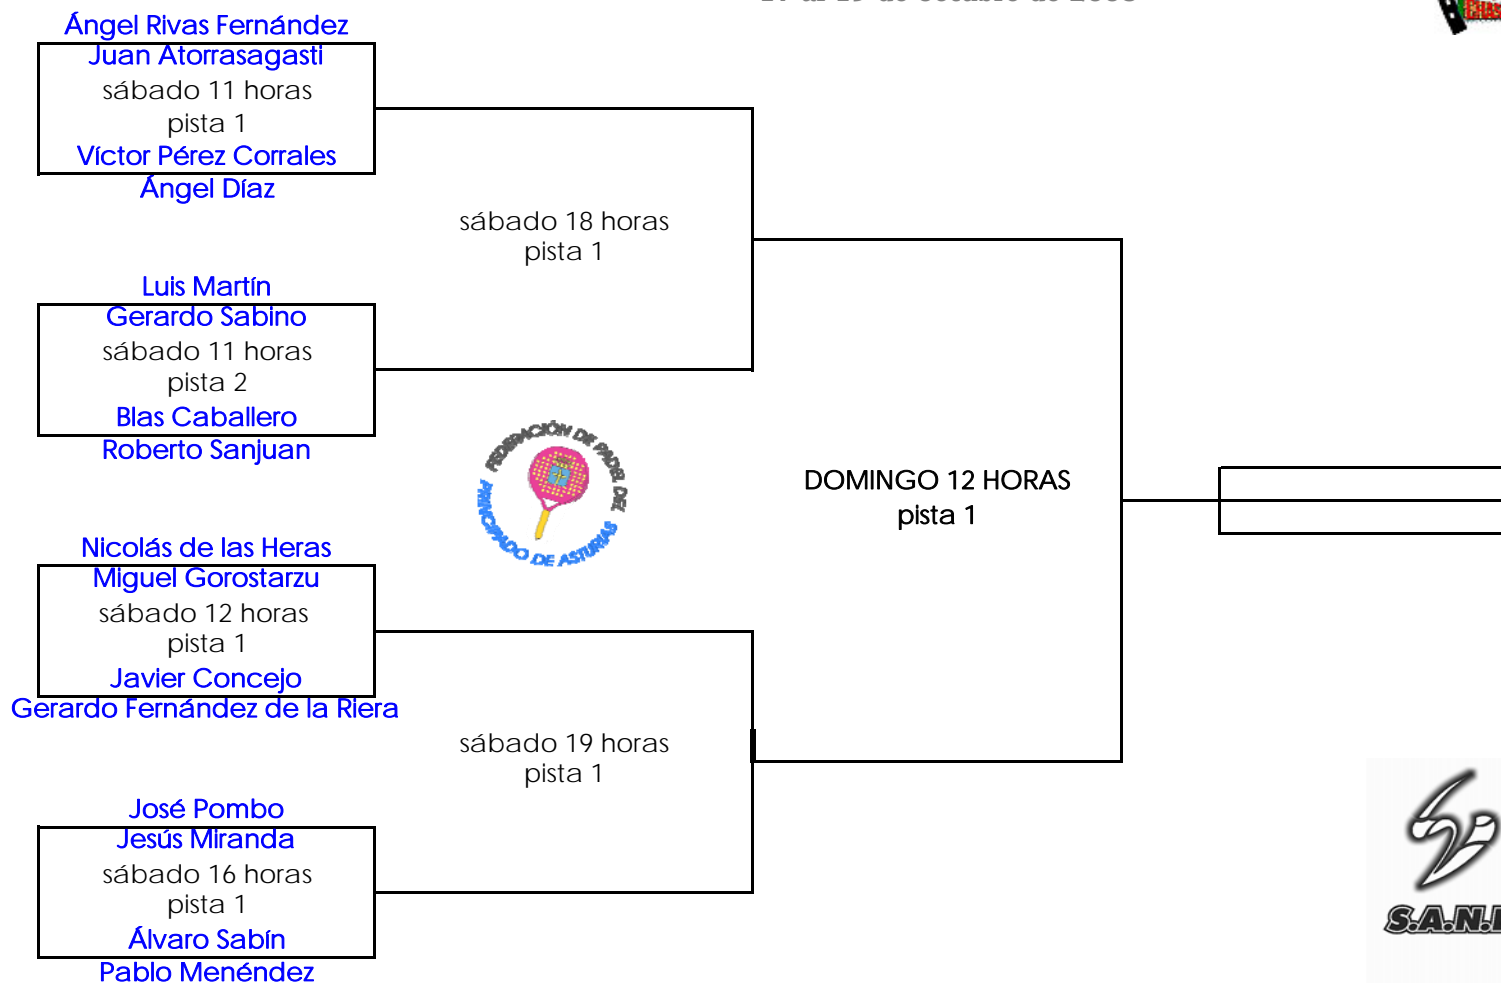 Ángel Rivas Fernández
Juan Atorrasagasti
sábado 11 horas
pista 1
Víctor Pérez Corrales
Ángel Díaz
sábado 18 horas
pista 1
Luis Martín
Gerardo Sabino
sábado 11 horas
pista 2
Blas Caballero
Roberto Sanjuan
FEDERACIÓN DE PADEL DEL
PRINCIPADO DE ASTURIAS
DOMINGO 12 HORAS
pista 1
Nicolás de las Heras
Miguel Gorostarzu
sábado 12 horas
pista 1
Javier Concejo
Gerardo Fernández de la Riera
sábado 19 horas
pista 1
José Pombo
Jesús Miranda
sábado 16 horas
pista 1
Álvaro Sabín
Pablo Menéndez